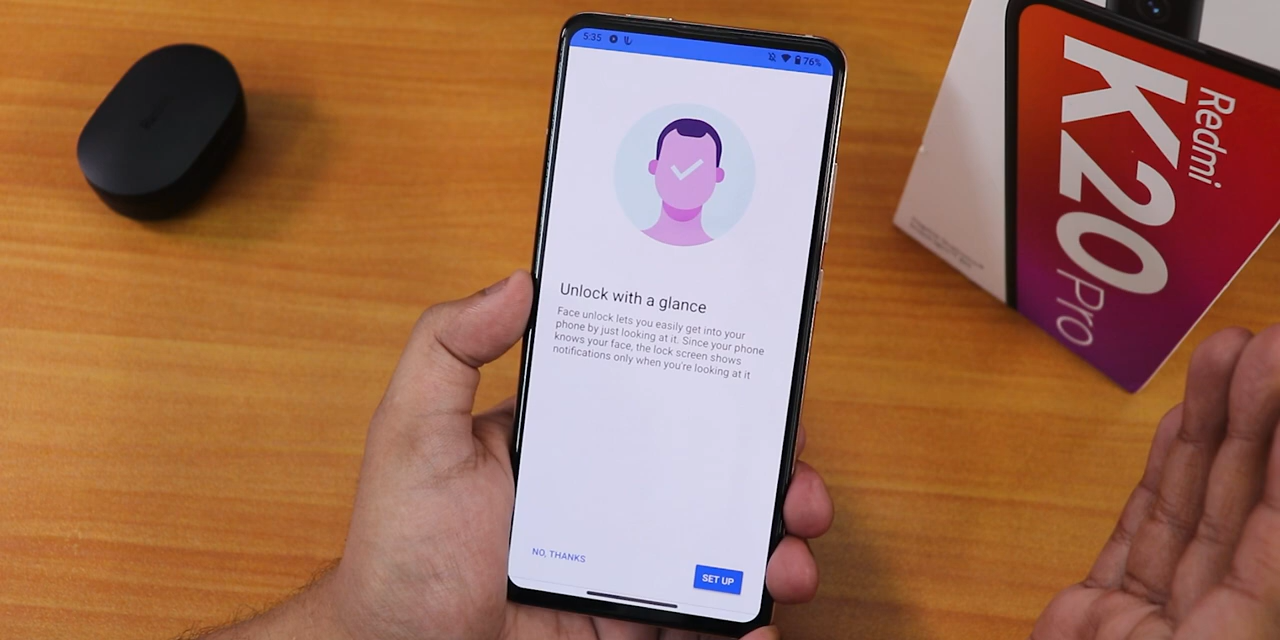 5:35
76%
Unlock with a glance
Face unlock lets you easily get into your
phone by just looking at it. Since your phone
knows your face, the lock screen shows
notifications only when you're looking at it
NO, THANKS
SET UP
Redmi
K20
Pro